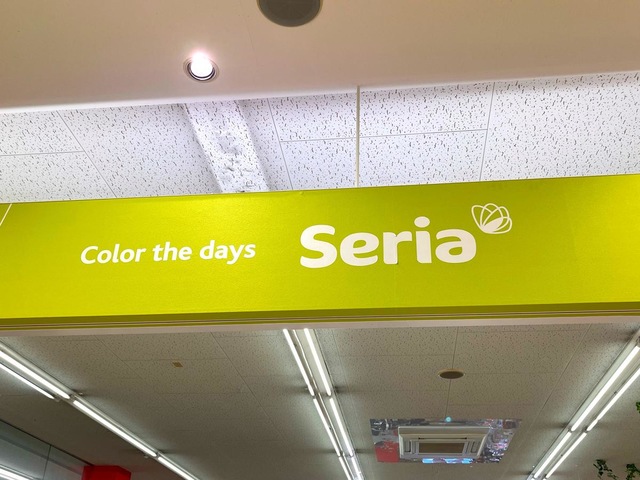 Color the days Seria